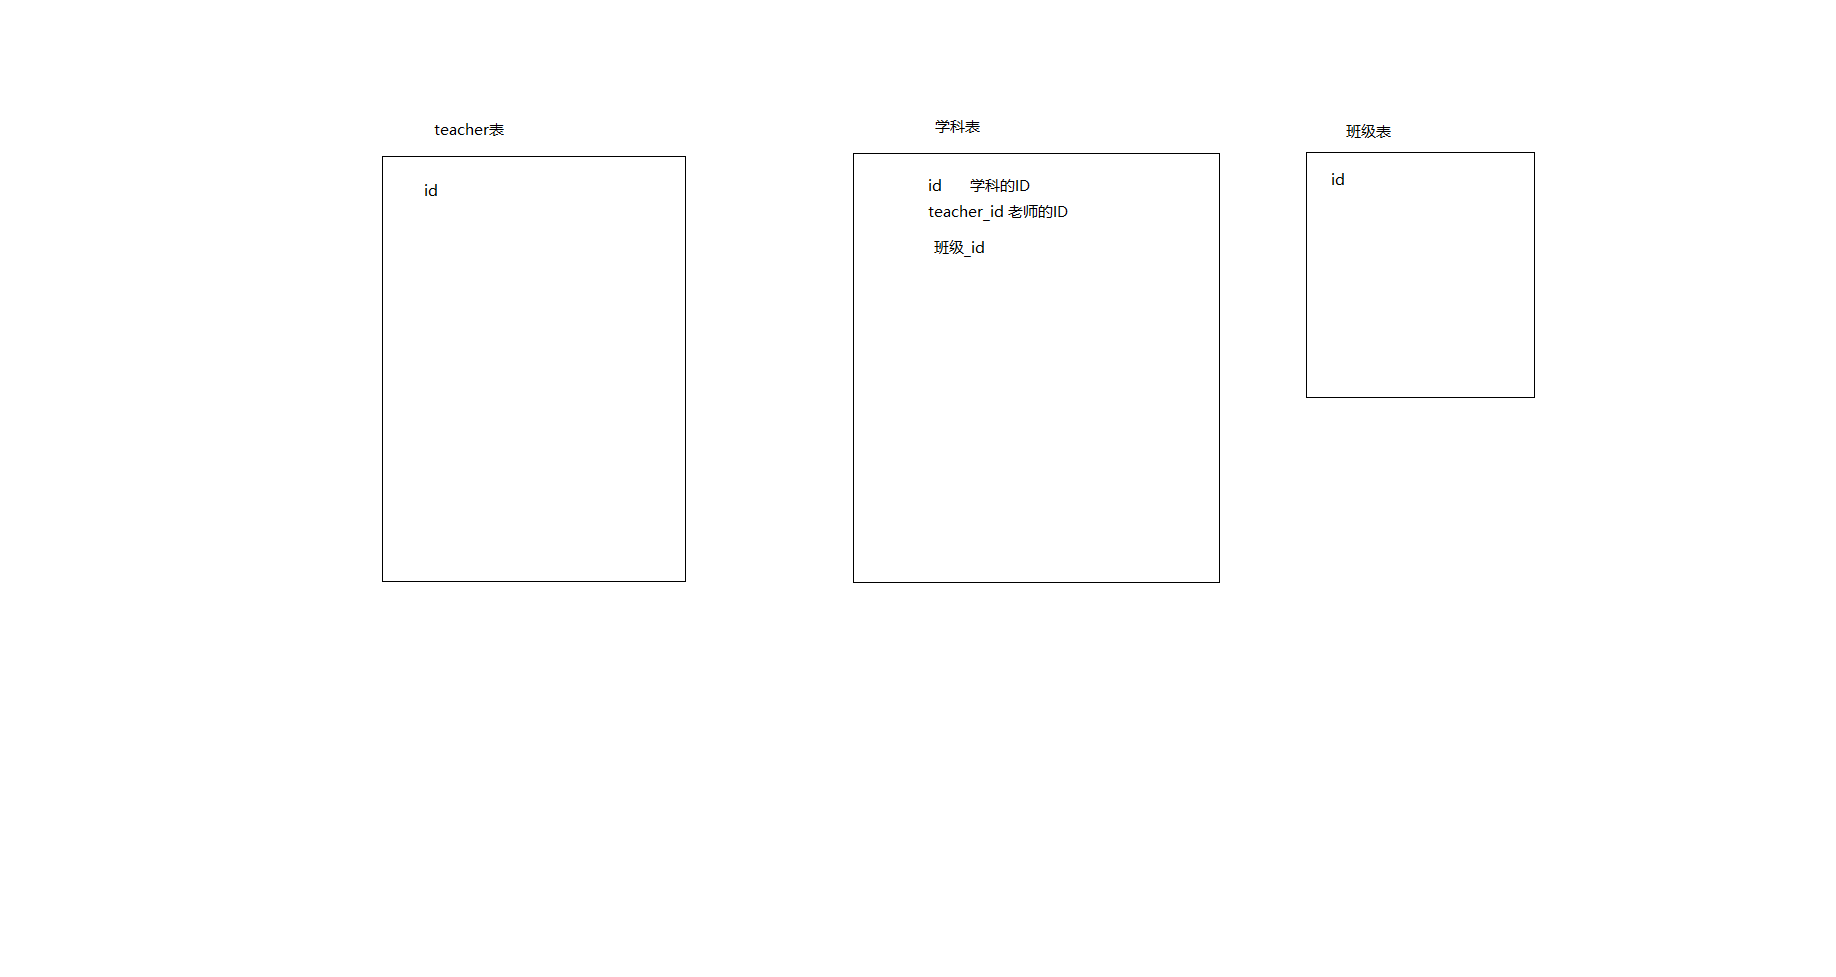 teacher表
id
学科表
id 学科的ID
teacher_id 老师的ID
班级_id
班级表
id